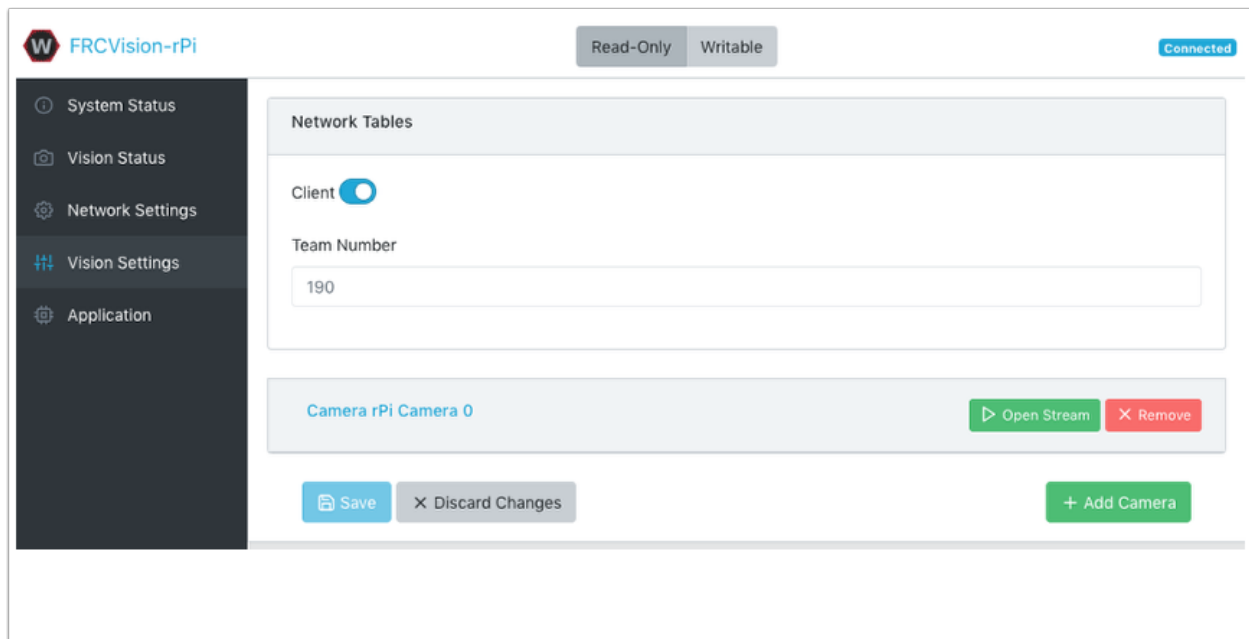 W FRCVision-rPi
Read-Only Writable
Connected
System Status
Vision Status
Network Settings
Vision Settings
Application
Network Tables
Client
Team Number
190
Camera rPi Camera 0
Open Stream
Remove
Save
Discard Changes
+ Add Camera